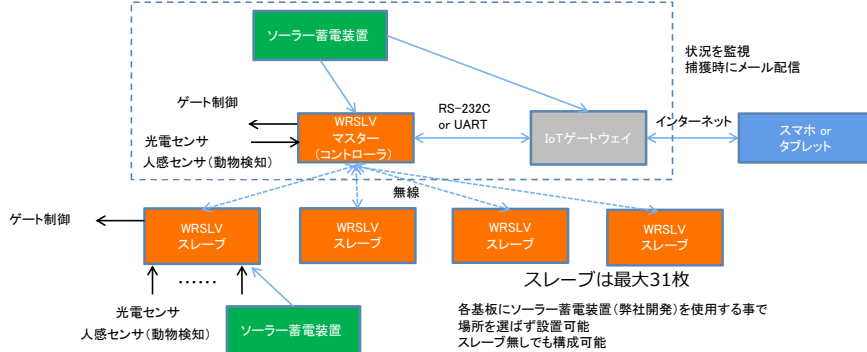 ソーラー蓄電装置
状況を監視
捕獲時にメール配信
ゲート制御
光電センサ
人感センサ(動物検知)
WRSLV
マスター
(コントローラ)
RS-232C
or UART
IoTゲートウェイ
インターネット
スマホ or
タブレット
無線
ゲート制御
WRSLV
スレーブ
WRSLV
スレーブ
WRSLV
スレーブ
WRSLV
スレーブ
スレーブは最大31枚
……
光電センサ
人感センサ(動物検知)
ソーラー蓄電装置
各基板にソーラー蓄電装置(弊社開発)を使用する事で
場所を選ばず設置可能
スレーブ無しでも構成可能